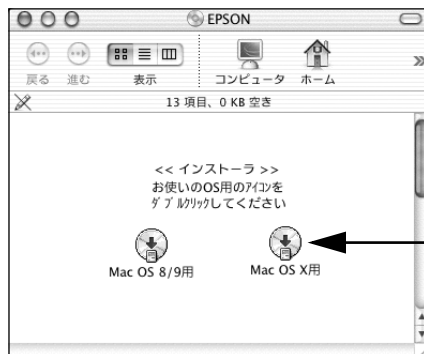 EPSON
戻る 進む 表示 コンピュータ ホーム
13 項目、0 KB 空き
<< インストーラ >>
お使いのOS用のｱｲｺﾝを
ﾀﾞﾌﾞﾙｸﾘｯｸしてください
Mac OS 8/9用 Mac OS X用